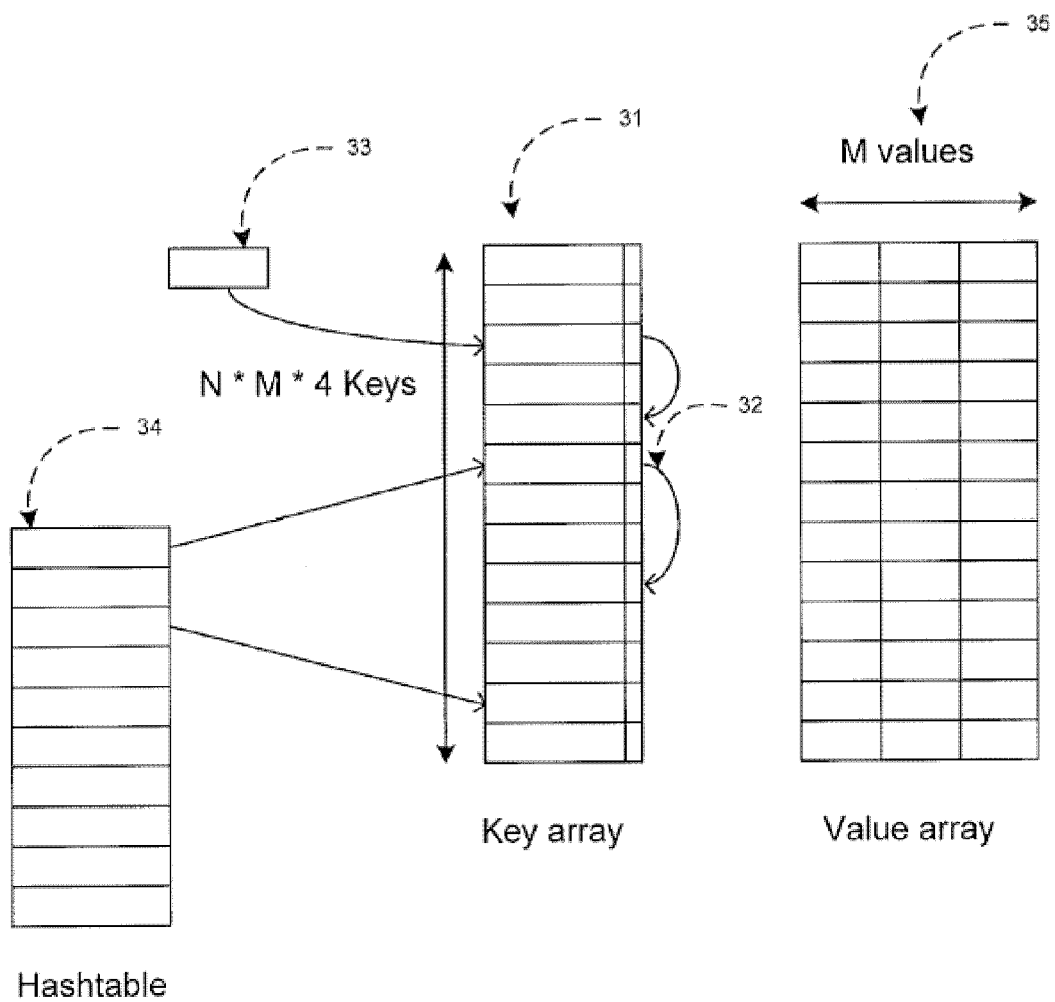 35
31
33
M values
N * M * 4 Keys
32
34
Key array
Value array
Hashtable